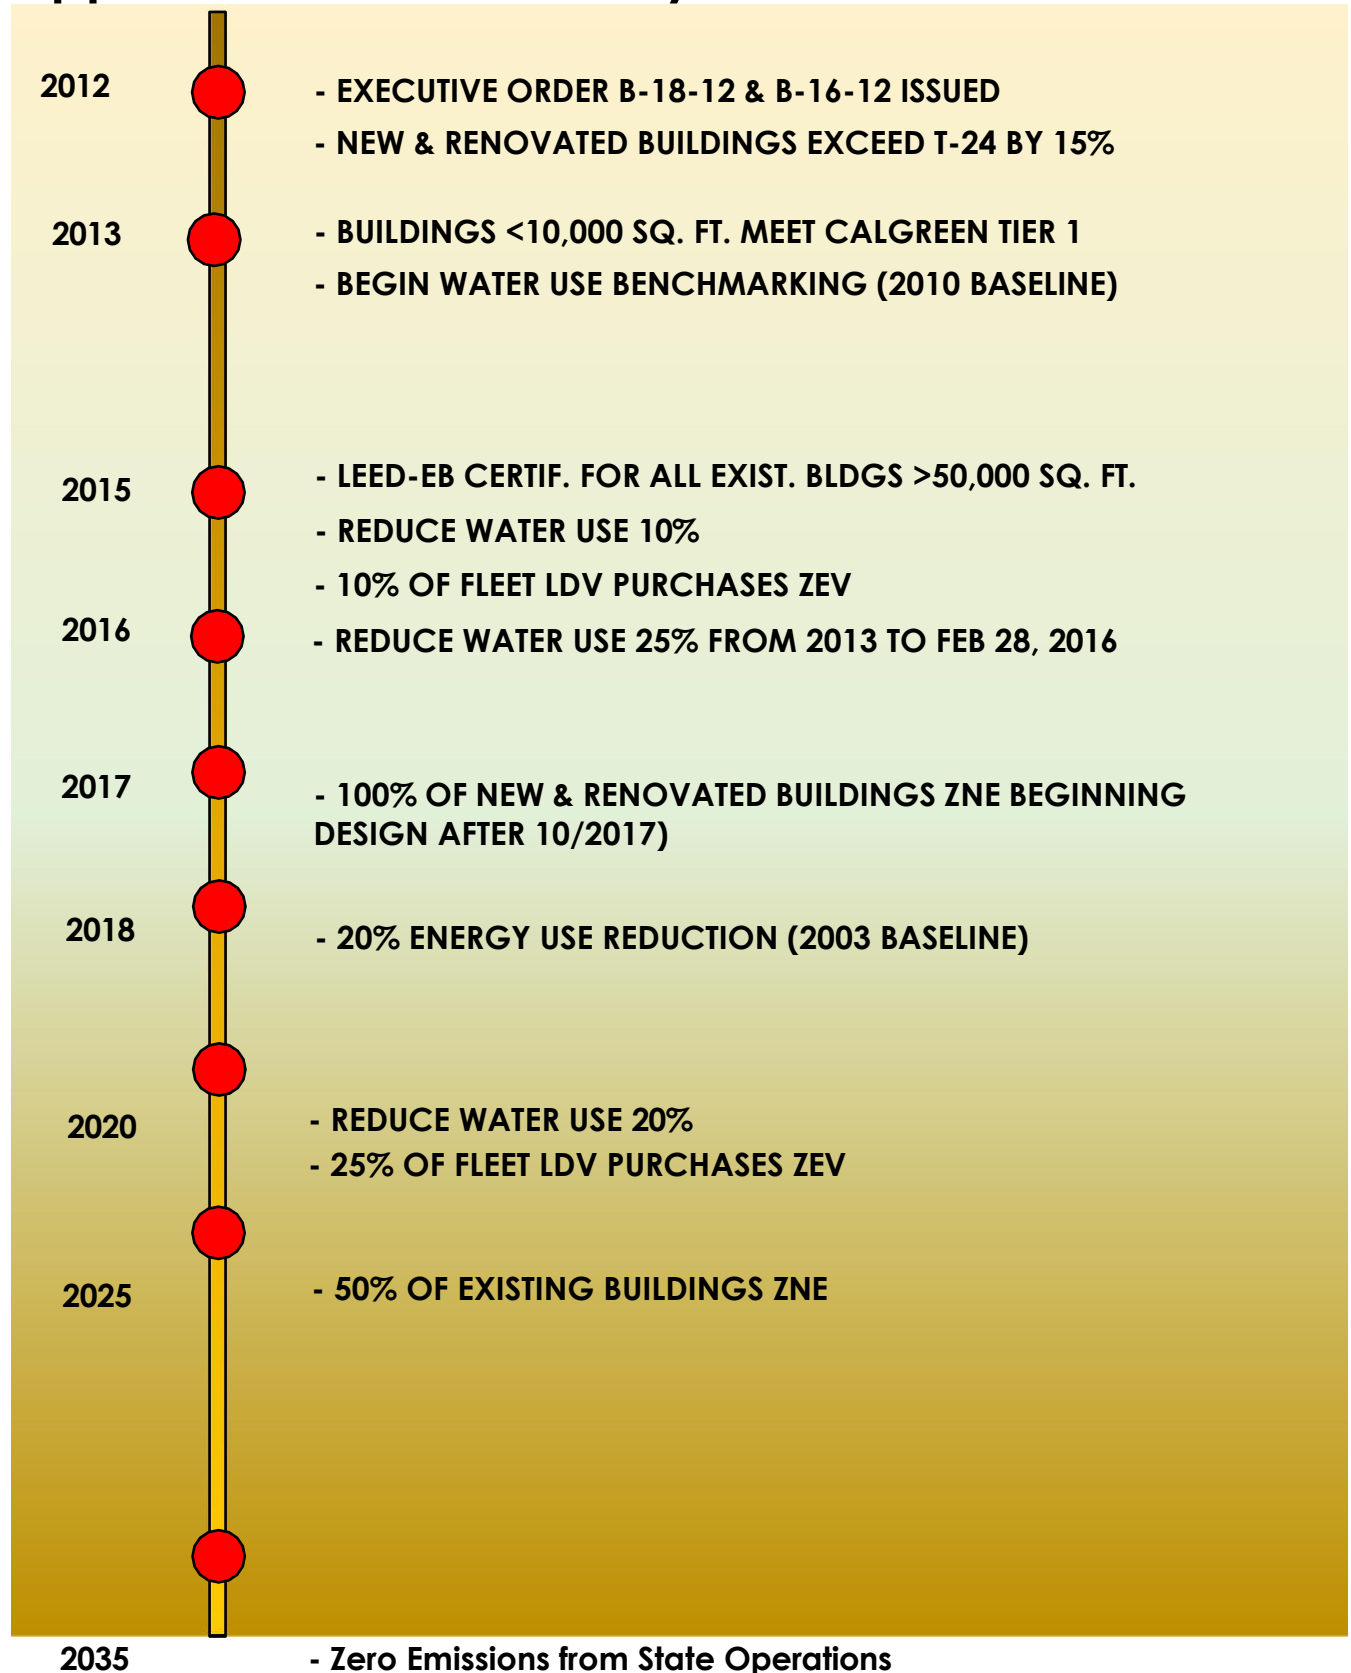 2012
- EXECUTIVE ORDER B-18-12 & B-16-12 ISSUED
- NEW & RENOVATED BUILDINGS EXCEED T-24 BY 15%
2013
- BUILDINGS <10,000 SQ. FT. MEET CALGREEN TIER 1
- BEGIN WATER USE BENCHMARKING (2010 BASELINE)
2015
- LEED-EB CERTIF. FOR ALL EXIST. BLDGS >50,000 SQ. FT.
- REDUCE WATER USE 10%
- 10% OF FLEET LDV PURCHASES ZEV
2016
- REDUCE WATER USE 25% FROM 2013 TO FEB 28, 2016
2017
- 100% OF NEW & RENOVATED BUILDINGS ZNE BEGINNING
DESIGN AFTER 10/2017)
2018
- 20% ENERGY USE REDUCTION (2003 BASELINE)
2020
- REDUCE WATER USE 20%
- 25% OF FLEET LDV PURCHASES ZEV
2025
- 50% OF EXISTING BUILDINGS ZNE
2035
- Zero Emissions from State Operations